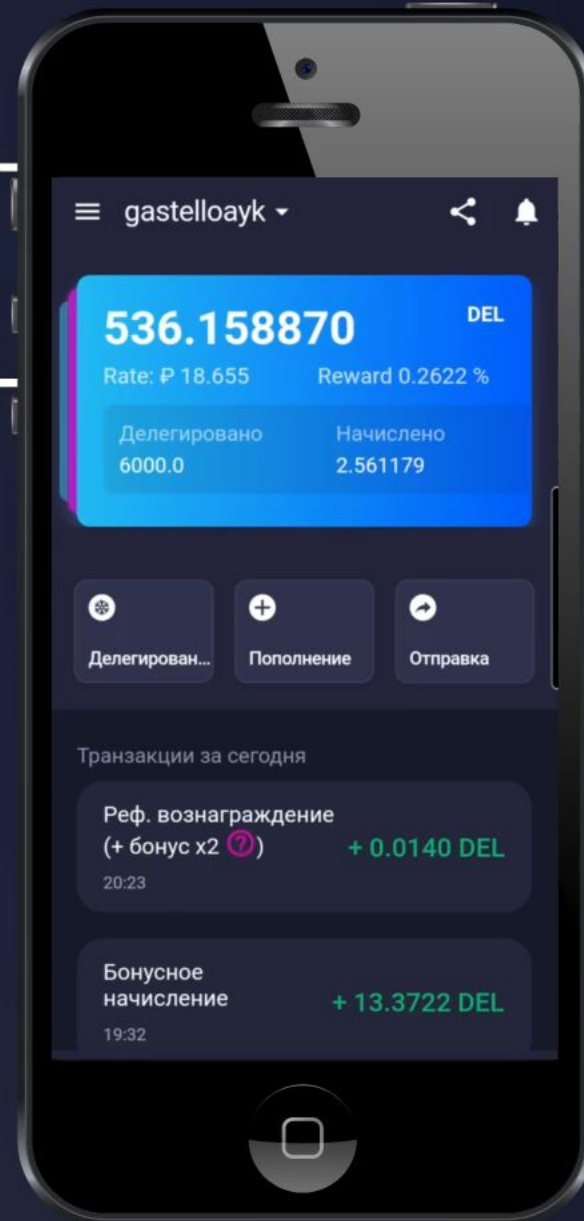 gastelloayk
536.158870 DEL
Rate: ₽ 18.655 Reward 0.2622 %
Делегировано Начислено
6000.0 2.561179
Делегирован... Пополнение Отправка
Транзакции за сегодня
Реф. вознаграждение
(+ бонус x2 ?) + 0.0140 DEL
20:23
Бонусное
начисление + 13.3722 DEL
19:32